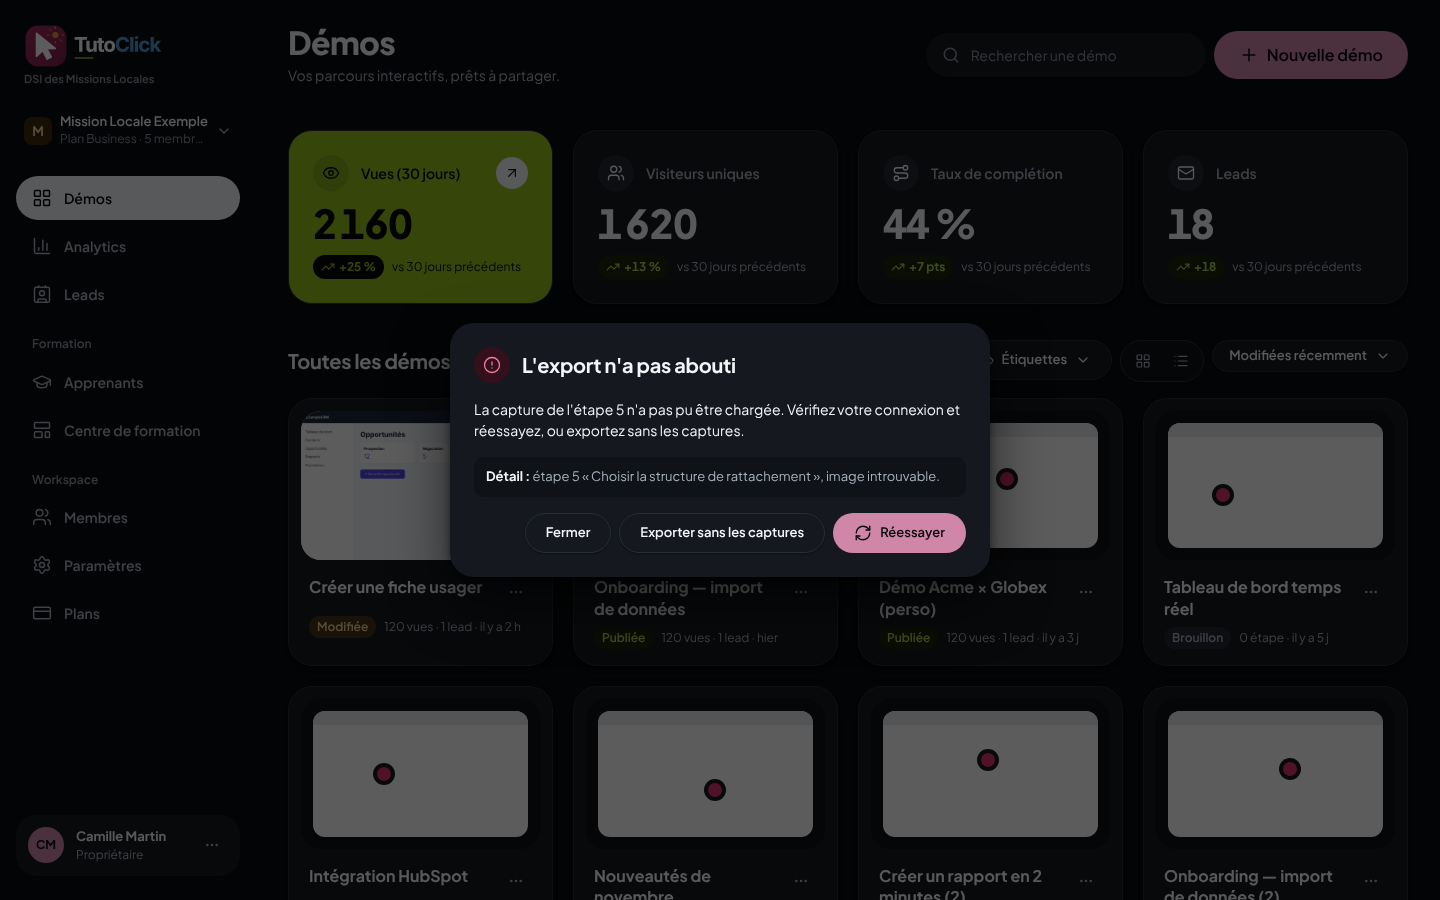 TutoClick
DSI des Missions Locales
M
Mission Locale Exemple
Plan Business · 5 membr...
Démos
Analytics
Leads
Formation
Apprenants
Centre de formation
Workspace
Membres
Paramètres
Plans
CM
Camille Martin
Propriétaire
Démos
Vos parcours interactifs, prêts à partager.
Rechercher une démo
Nouvelle démo
Vues (30 jours)
2 160
+25 %
vs 30 jours précédents
Visiteurs uniques
1 620
+13 %
vs 30 jours précédents
Taux de complétion
44 %
+7 pts
vs 30 jours précédents
Leads
18
+18
vs 30 jours précédents
Toutes les démos
Étiquettes
Modifiées récemment
L'export n'a pas abouti
La capture de l'étape 5 n'a pas pu être chargée. Vérifiez votre connexion et
réessayez, ou exportez sans les captures.
Détail : étape 5 « Choisir la structure de rattachement », image introuvable.
Fermer
Exporter sans les captures
Réessayer
Opportunités
Créer une fiche usager
Modifiée
120 vues · 1 lead · il y a 2 h
Onboarding — import
de données
Publiée
120 vues · 1 lead · hier
Démo Acme × Globex
(perso)
Publiée
120 vues · 1 lead · il y a 3 j
Tableau de bord temps
réel
Brouillon
0 étape · il y a 5 j
Intégration HubSpot
Nouveautés de
novembre
Créer un rapport en 2
minutes (2)
Onboarding — import
de données (2)